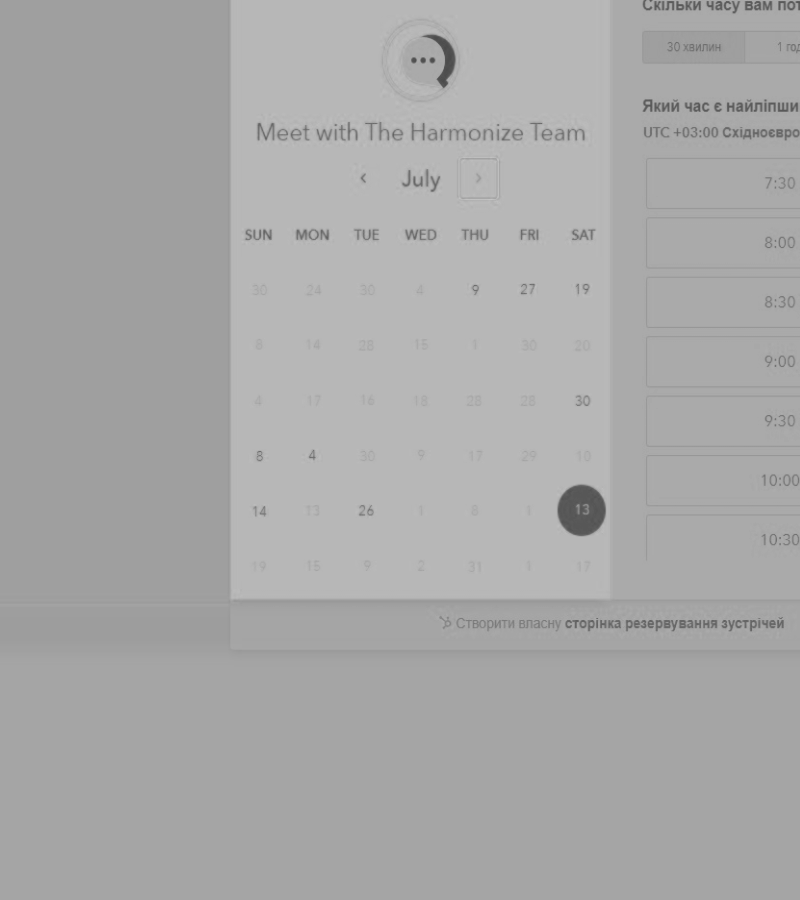 Скільки часу вам пот
30 хвилин
1 год
Meet with The Harmonize Team
July
SUN MON TUE WED THU FRI SAT
30 24 30 4 9 27 19
8 14 28 15 1 30 20
4 17 16 18 28 28 30
8 4 30 9 17 29 10
14 13 26 1 8 1 13
19 15 9 2 31 1 17
Який час є найліпши
UTC +03:00 Східноєвро
7:30
8:00
8:30
9:00
9:30
10:00
10:30
Створити власну сторінка резервування зустрічей